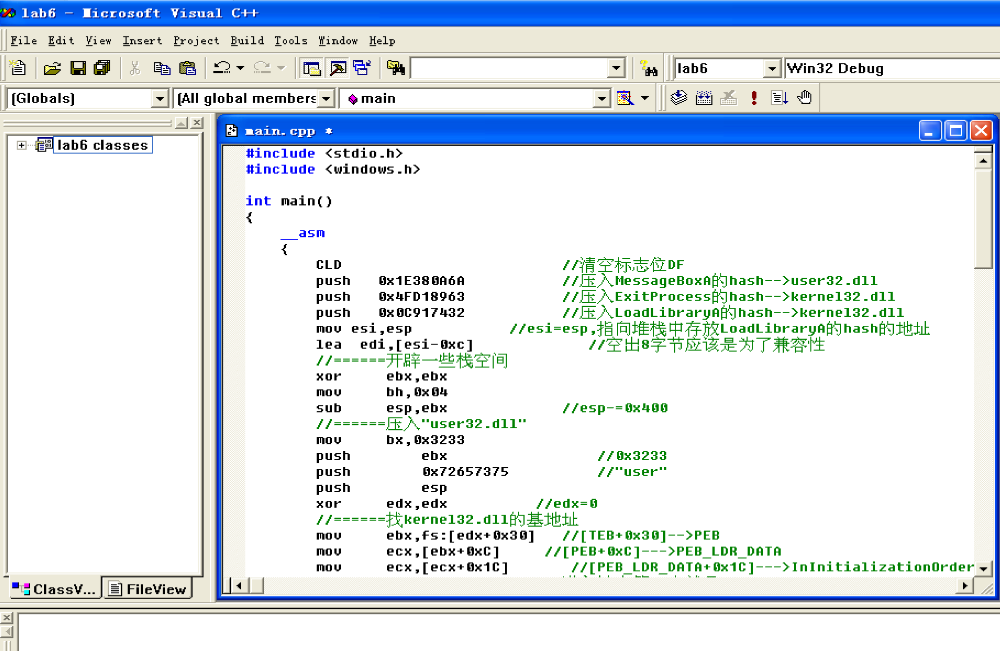 lab6 - Microsoft Visual C++
File Edit View Insert Project Build Tools Window Help
lab6 Win32 Debug
(Globals) (All global members main
lab6 classes
main.cpp *
#include <stdio.h>
#include <windows.h>
int main()
{
__asm
{
CLD //清空标志位DF
push 0x1E380A6A //压入MessageBoxA的hash-->user32.dll
push 0x4FD18963 //压入ExitProcess的hash-->kernel32.dll
push 0x0C917432 //压入LoadLibraryA的hash-->kernel32.dll
mov esi,esp //esi=esp,指向堆栈中存放LoadLibraryA的hash的地址
lea edi,[esi-0xc] //空出8字节应该是为了兼容性
//======开辟一些栈空间
xor ebx,ebx
mov bh,0x04
sub esp,ebx //esp-=0x400
//======压入"user32.dll"
mov bx,0x3233
push ebx //0x3233
push 0x72657375 //"user"
push esp
xor edx,edx //edx=0
//======找kernel32.dll的基地址
mov ebx,fs:[edx+0x30] //[TEB+0x30]-->PEB
mov ecx,[ebx+0xC] //[PEB+0xC]--->PEB_LDR_DATA
mov ecx,[ecx+0x1C] //[PEB_LDR_DATA+0x1C]--->InInitializationOrder
ClassV... FileView